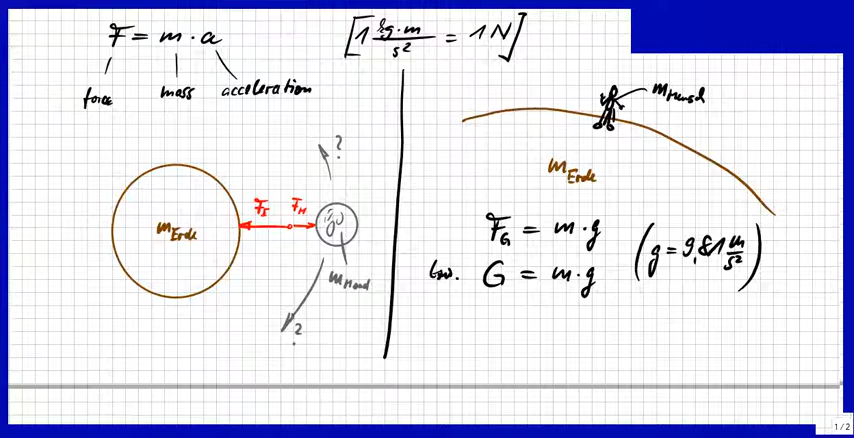 F = m · a
[1 kg·m/s² = 1N]
force mass acceleration
?
m_Erde
F_E F_M
m_Mond
?
m_Mensch
m_Erde
F_G = m · g
bzw. G = m · g
(g = 9,81 m/s²)
1/2